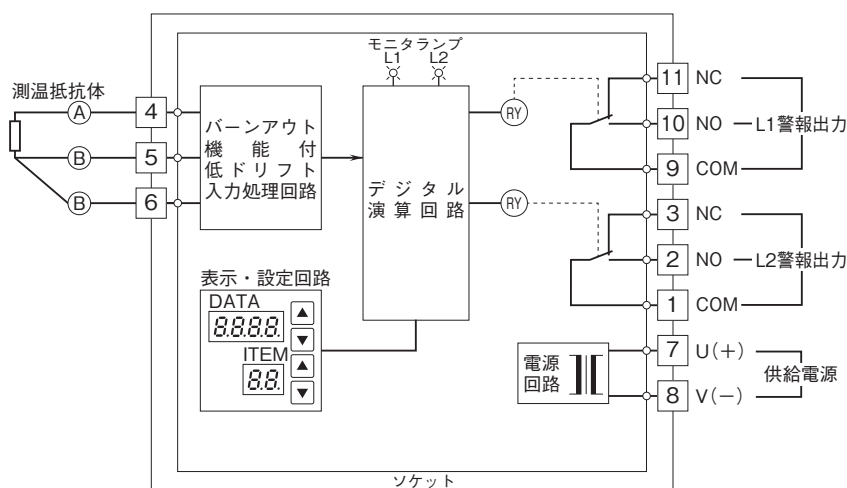 モニタランプ
L1 L2
測温抵抗体
A 4
B 5
B 6
バーンアウト
機能付
低ドリフト
入力処理回路
デジタル
演算回路
RY
RY
11 NC
10 NO L1警報出力
9 COM
3 NC
2 NO L2警報出力
1 COM
表示・設定回路
DATA
8.8.8.8.
ITEM
8.8.
▲
▼
▲
▼
電源
回路
7 U(+)
供給電源
8 V(−)
ソケット